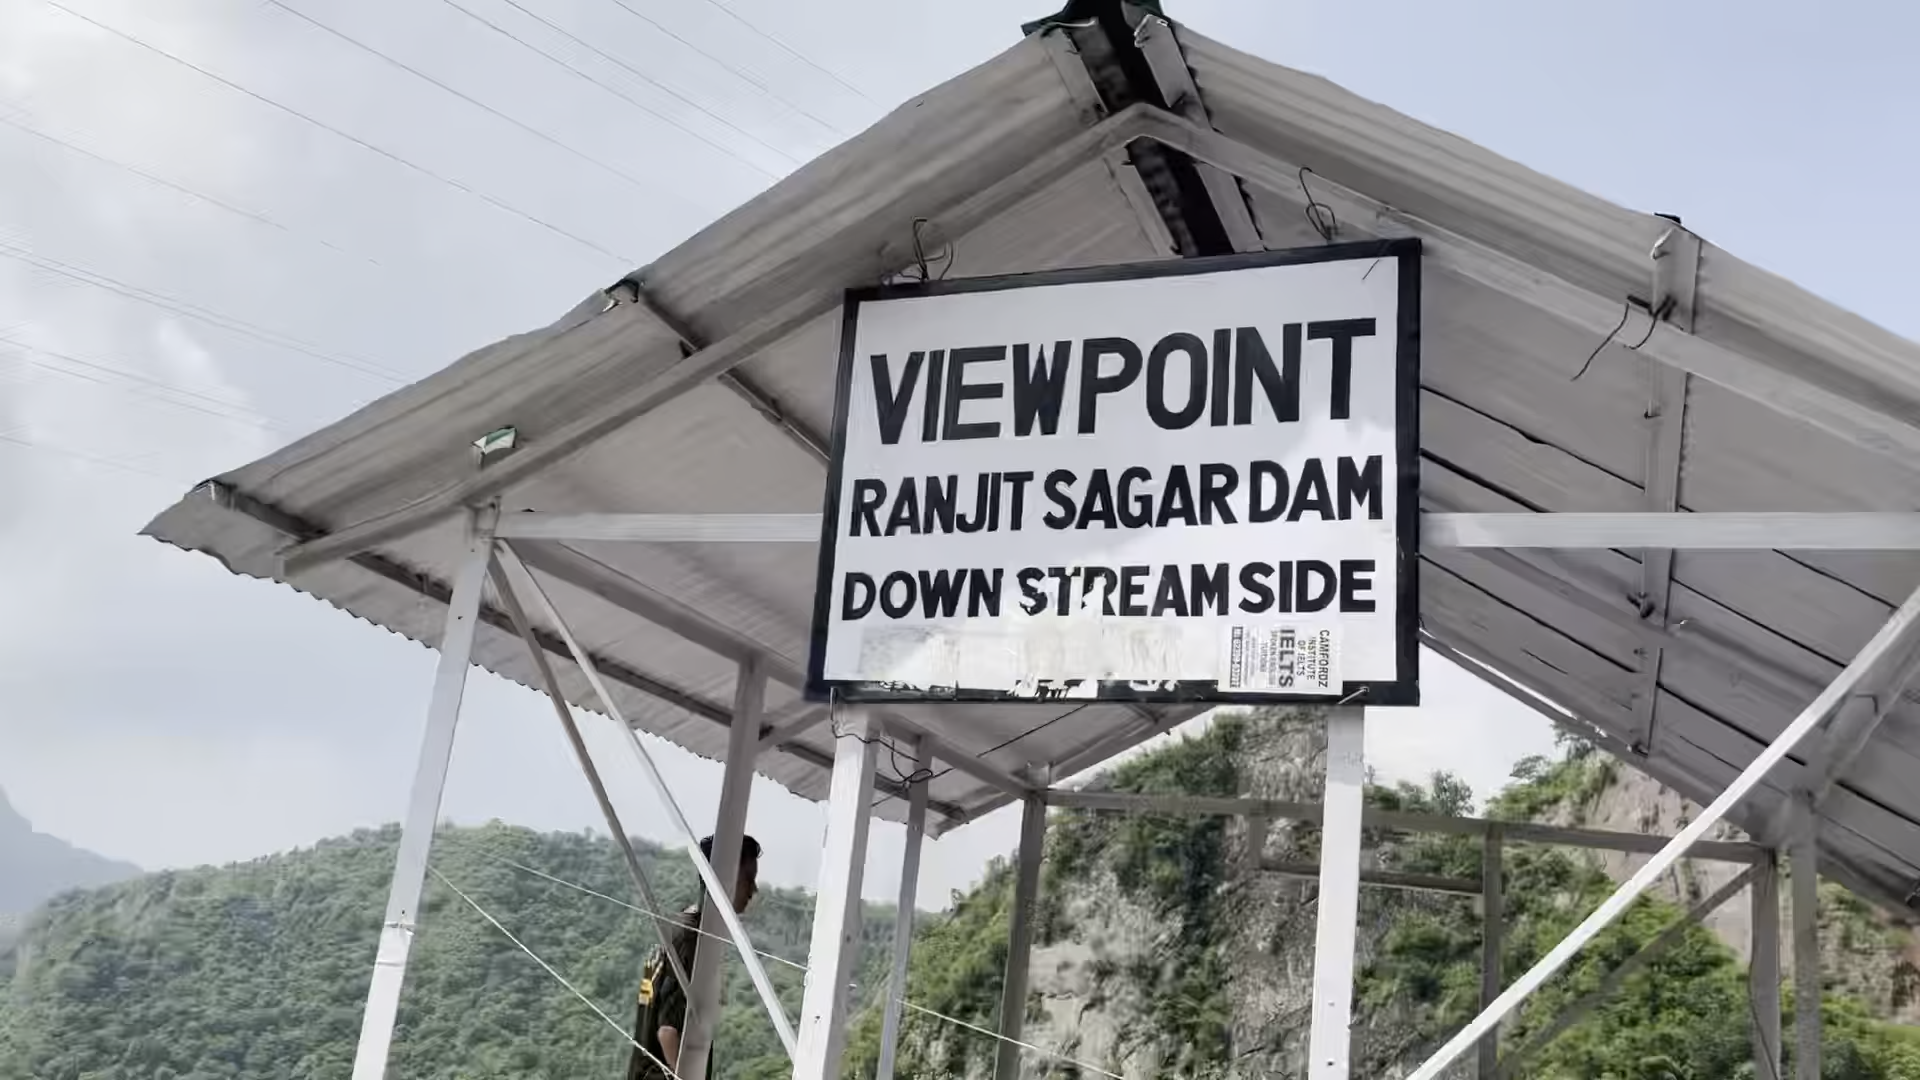 VIEWPOINT
RANJIT SAGAR DAM
DOWN STREAM SIDE
CAMFORDZ
INSTITUTE
OF IELTS
IELTS